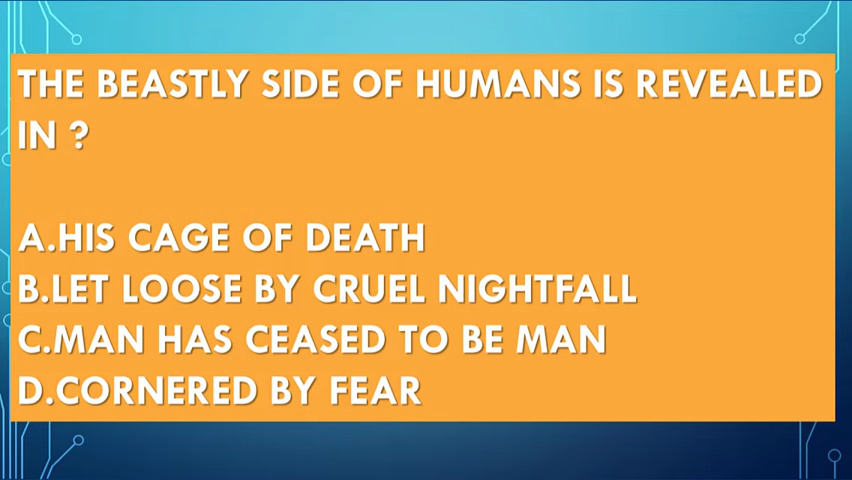 THE BEASTLY SIDE OF HUMANS IS REVEALED
IN ?
A.HIS CAGE OF DEATH
B.LET LOOSE BY CRUEL NIGHTFALL
C.MAN HAS CEASED TO BE MAN
D.CORNERED BY FEAR